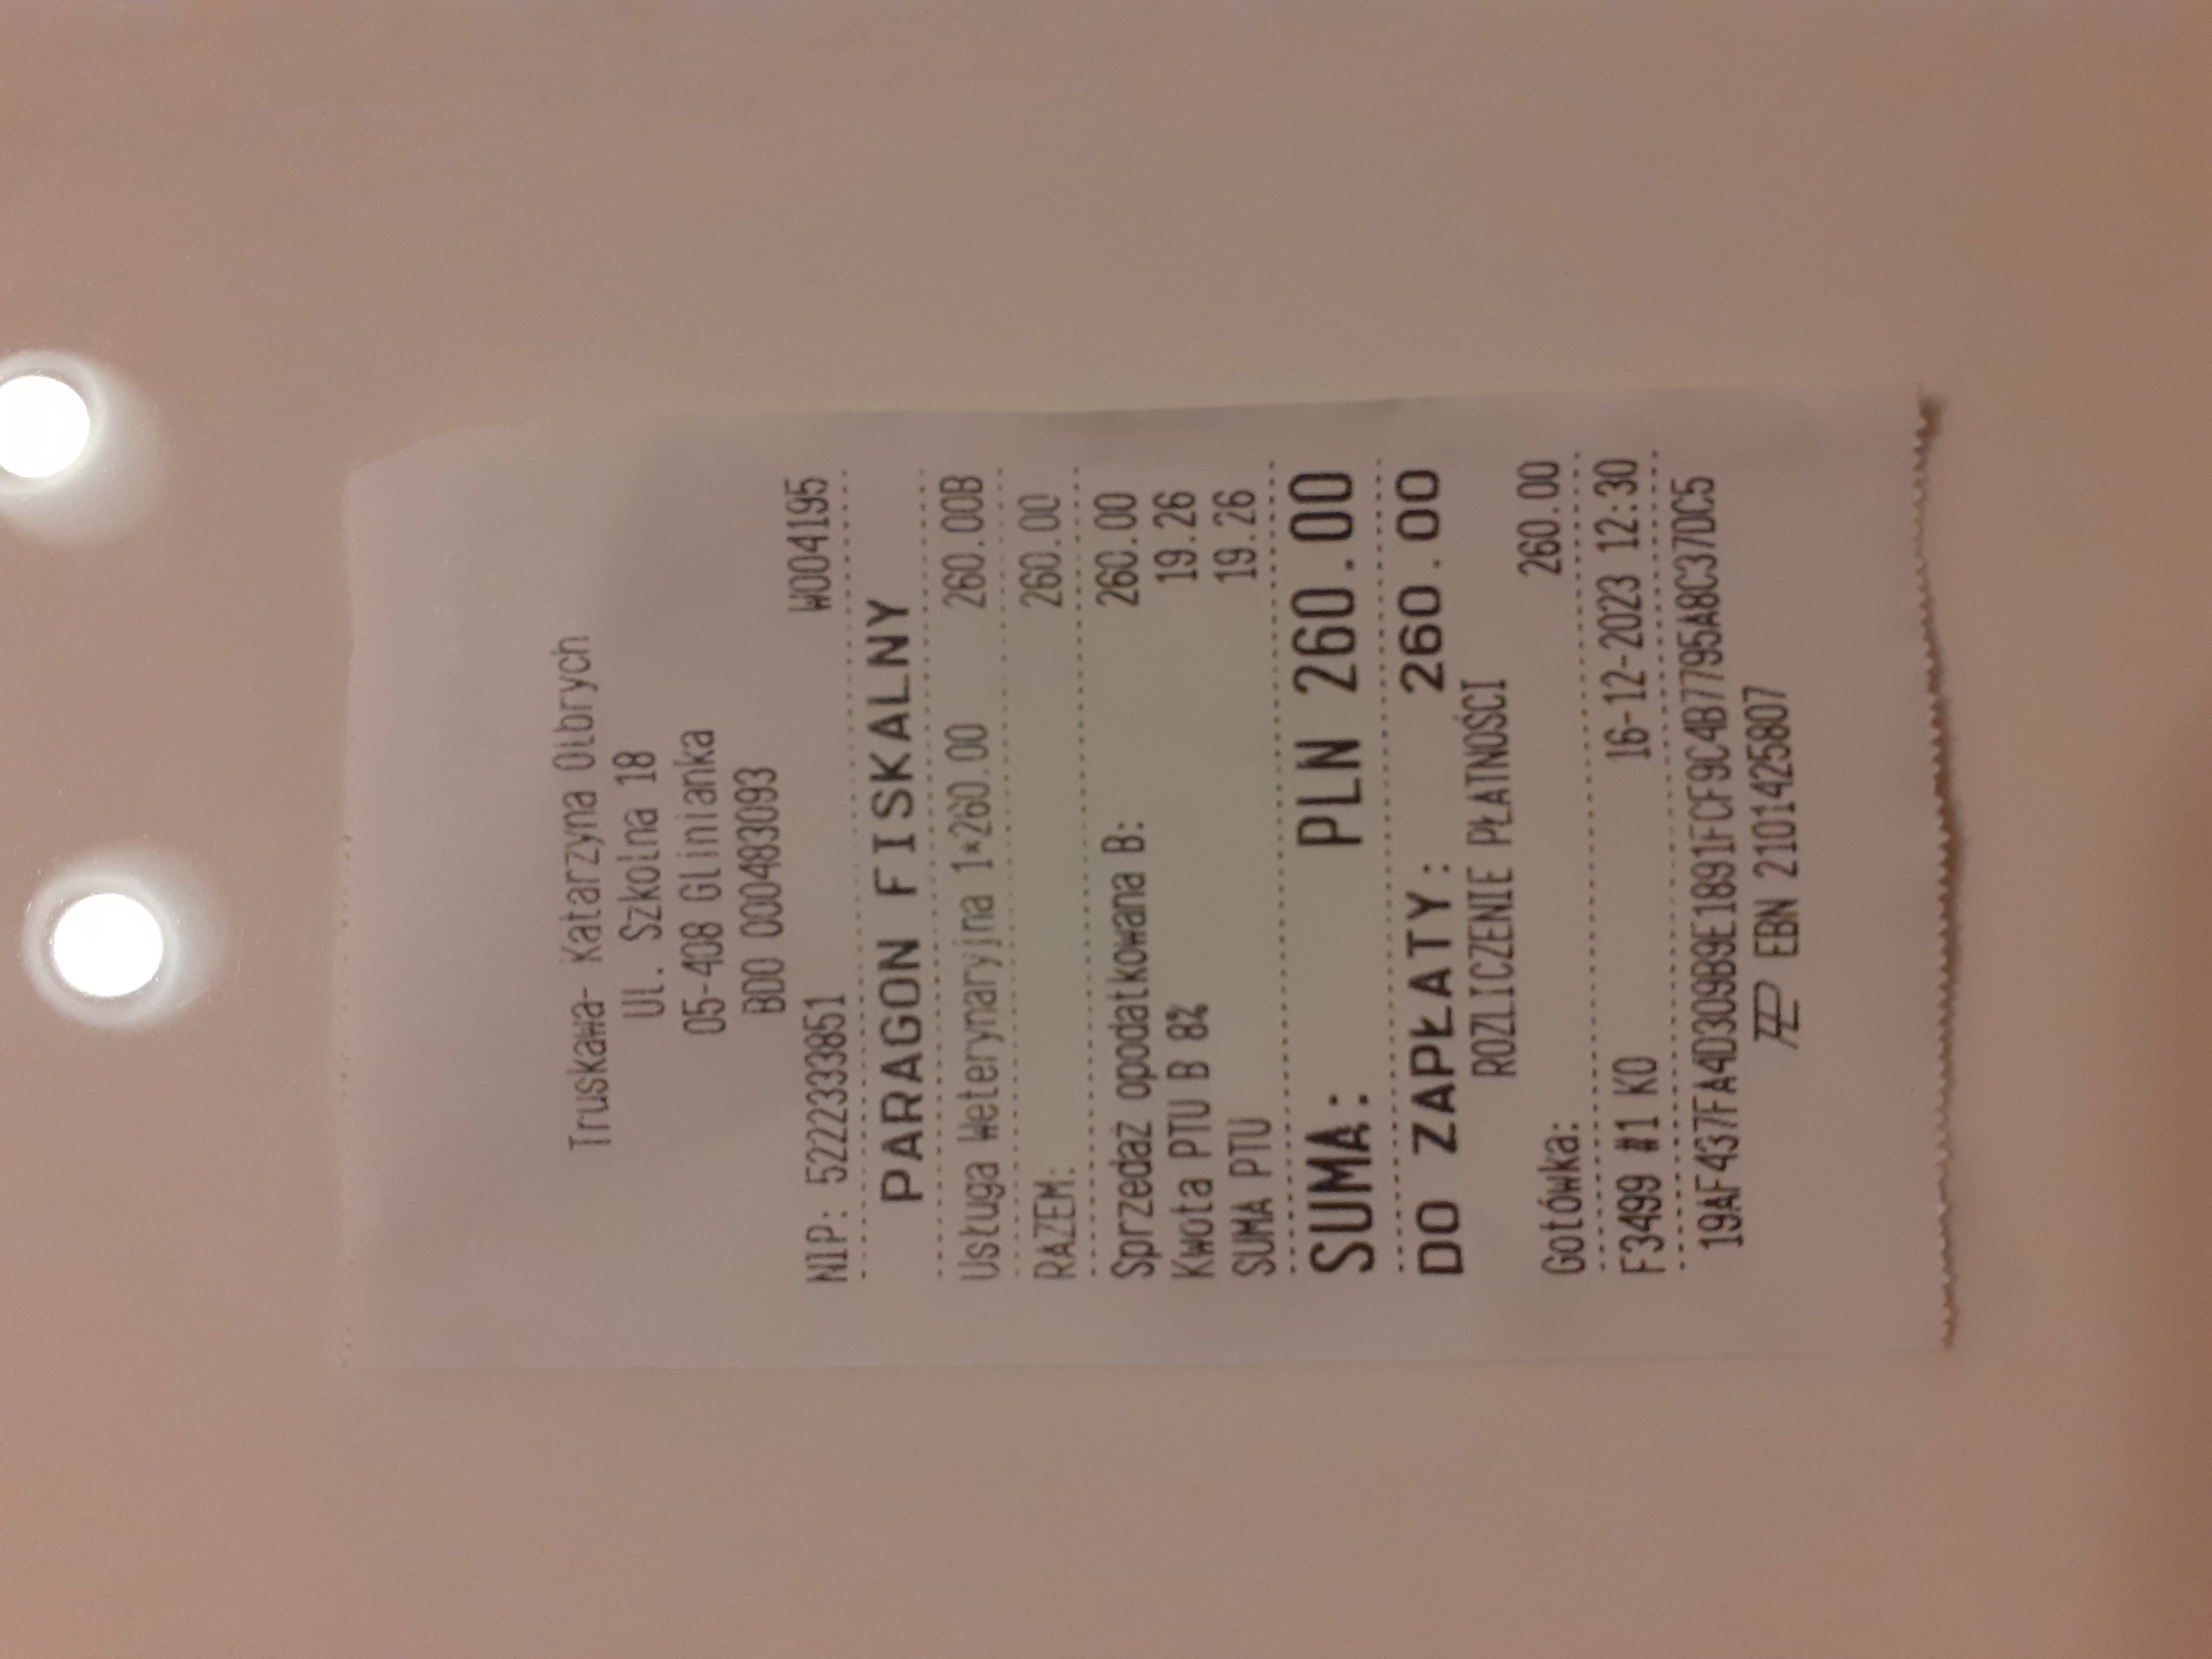 Truskawa- Katarzyna Olbrych
Ul. Szkolna 18
05-408 Glinianka
BDO 000483093
NIP: 5222333851 W004195
PARAGON FISKALNY
Usługa Weterynaryjna 1*260.00 260.00B
RAZEM: 260.00
Sprzedaż opodatkowana B: 260.00
Kwota PTU B 8% 19.26
SUMA PTU 19.26
SUMA: PLN 260.00
DO ZAPŁATY: 260.00
ROZLICZENIE PŁATNOŚCI
Gotówka: 260.00
F3499 #1 KO 16-12-2023 12:30
19AF437FA4D309B9E1891FCF9C4B7795A8C37DC5
EBN 2101425807